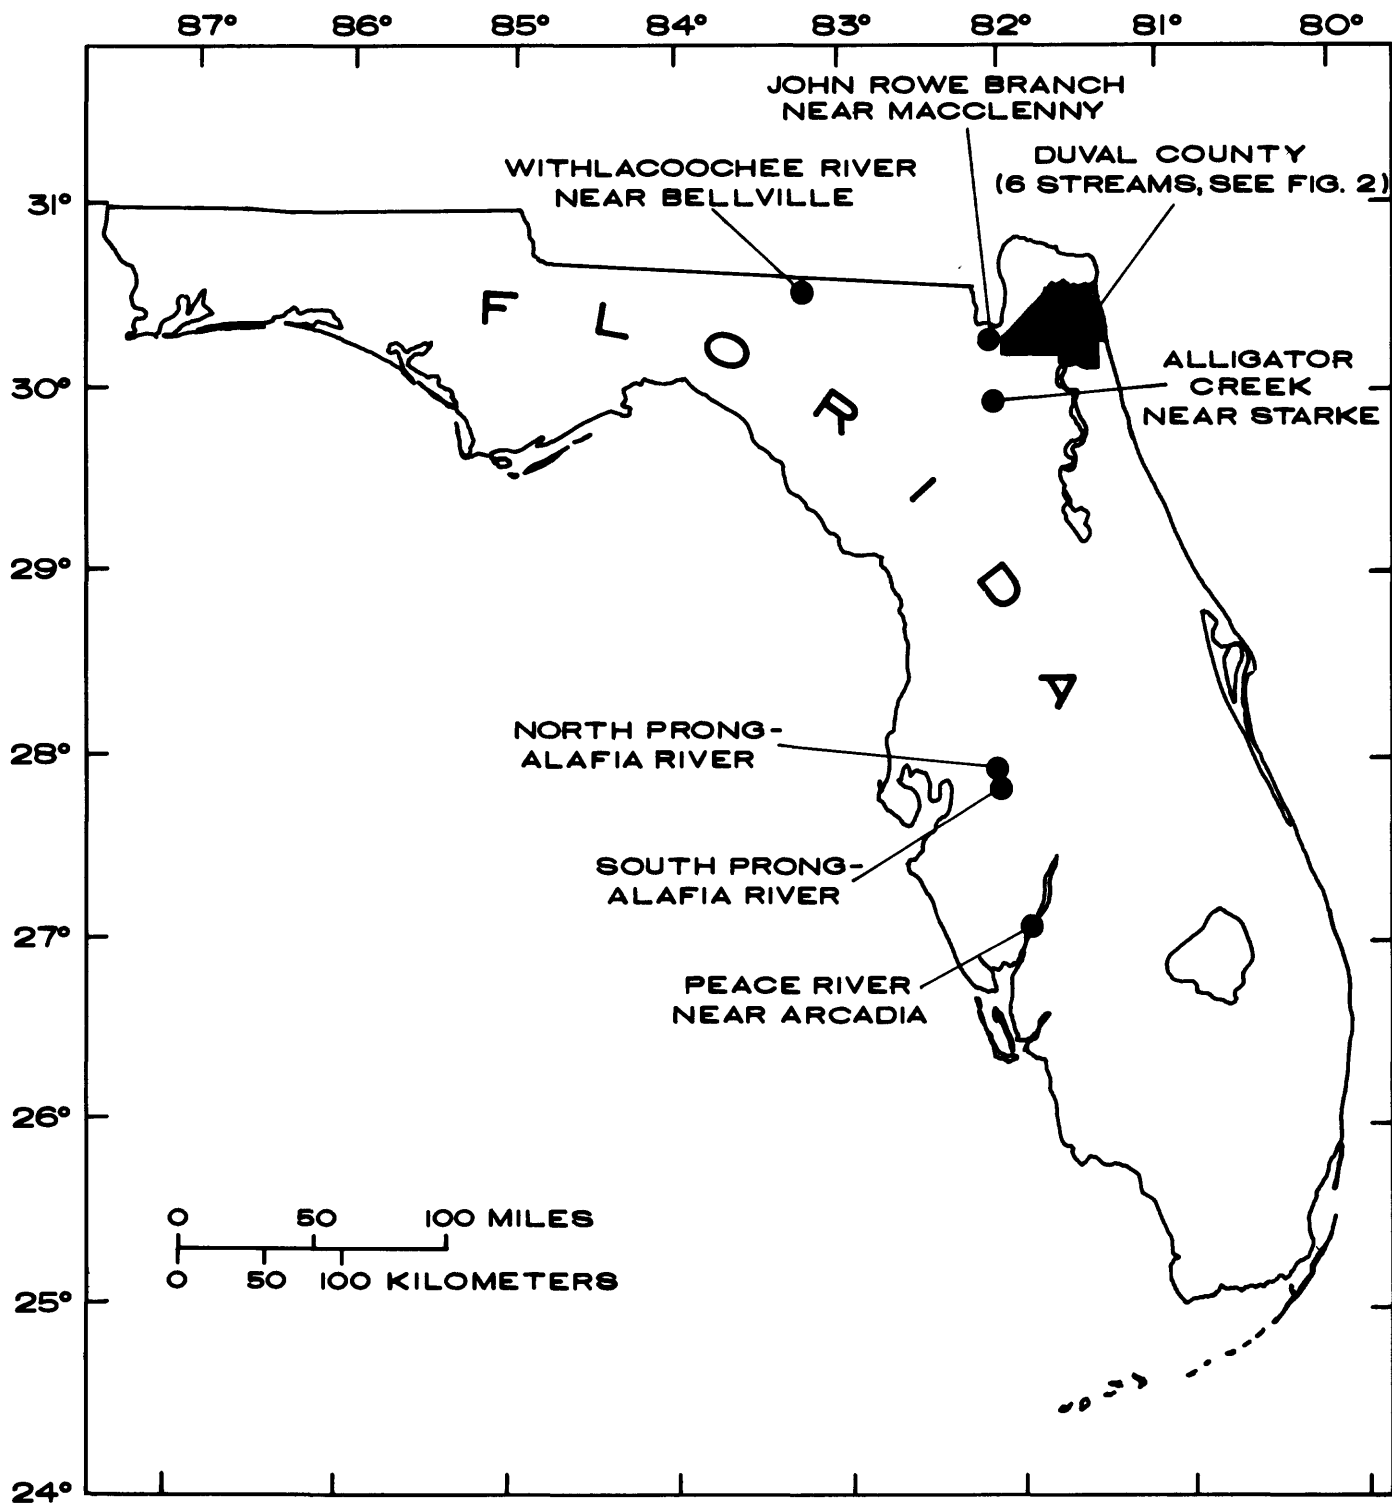 87° 86° 85° 84° 83° 82° 81° 80°
JOHN ROWE BRANCH
NEAR MACCLENNY
DUVAL COUNTY
(6 STREAMS, SEE FIG. 2)
WITHLACOOCHEE RIVER
NEAR BELLVILLE
31°
FLORIDA
ALLIGATOR
CREEK
NEAR STARKE
30°
29°
NORTH PRONG-
ALAFIA RIVER
28°
SOUTH PRONG-
ALAFIA RIVER
27°
PEACE RIVER
NEAR ARCADIA
26°
0 50 100 MILES
0 50 100 KILOMETERS
25°
24°